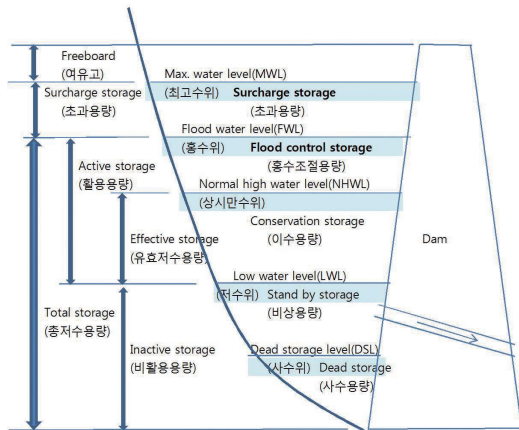 Freeboard
(여유고)
Surcharge storage
(초과용량)
Active storage
(활용용량)
Effective storage
(유효저수용량)
Total storage
(총저수용량)
Inactive storage
(비활용용량)
Max. water level(MWL)
(최고수위) Surcharge storage
(초과용량)
Flood water level(FWL)
(홍수위) Flood control storage
(홍수조절용량)
Normal high water level(NHWL)
(상시만수위)
Conservation storage
(이수용량)
Low water level(LWL)
(저수위) Stand by storage
(비상용량)
Dead storage level(DSL)
(사수위) Dead storage
(사수용량)
Dam